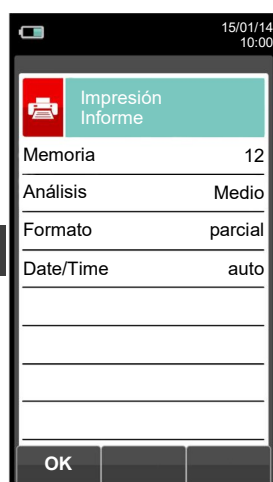 15/01/14
10:00
Impresión
Informe
Memoria 12
Análisis Medio
Formato parcial
Date/Time auto
OK